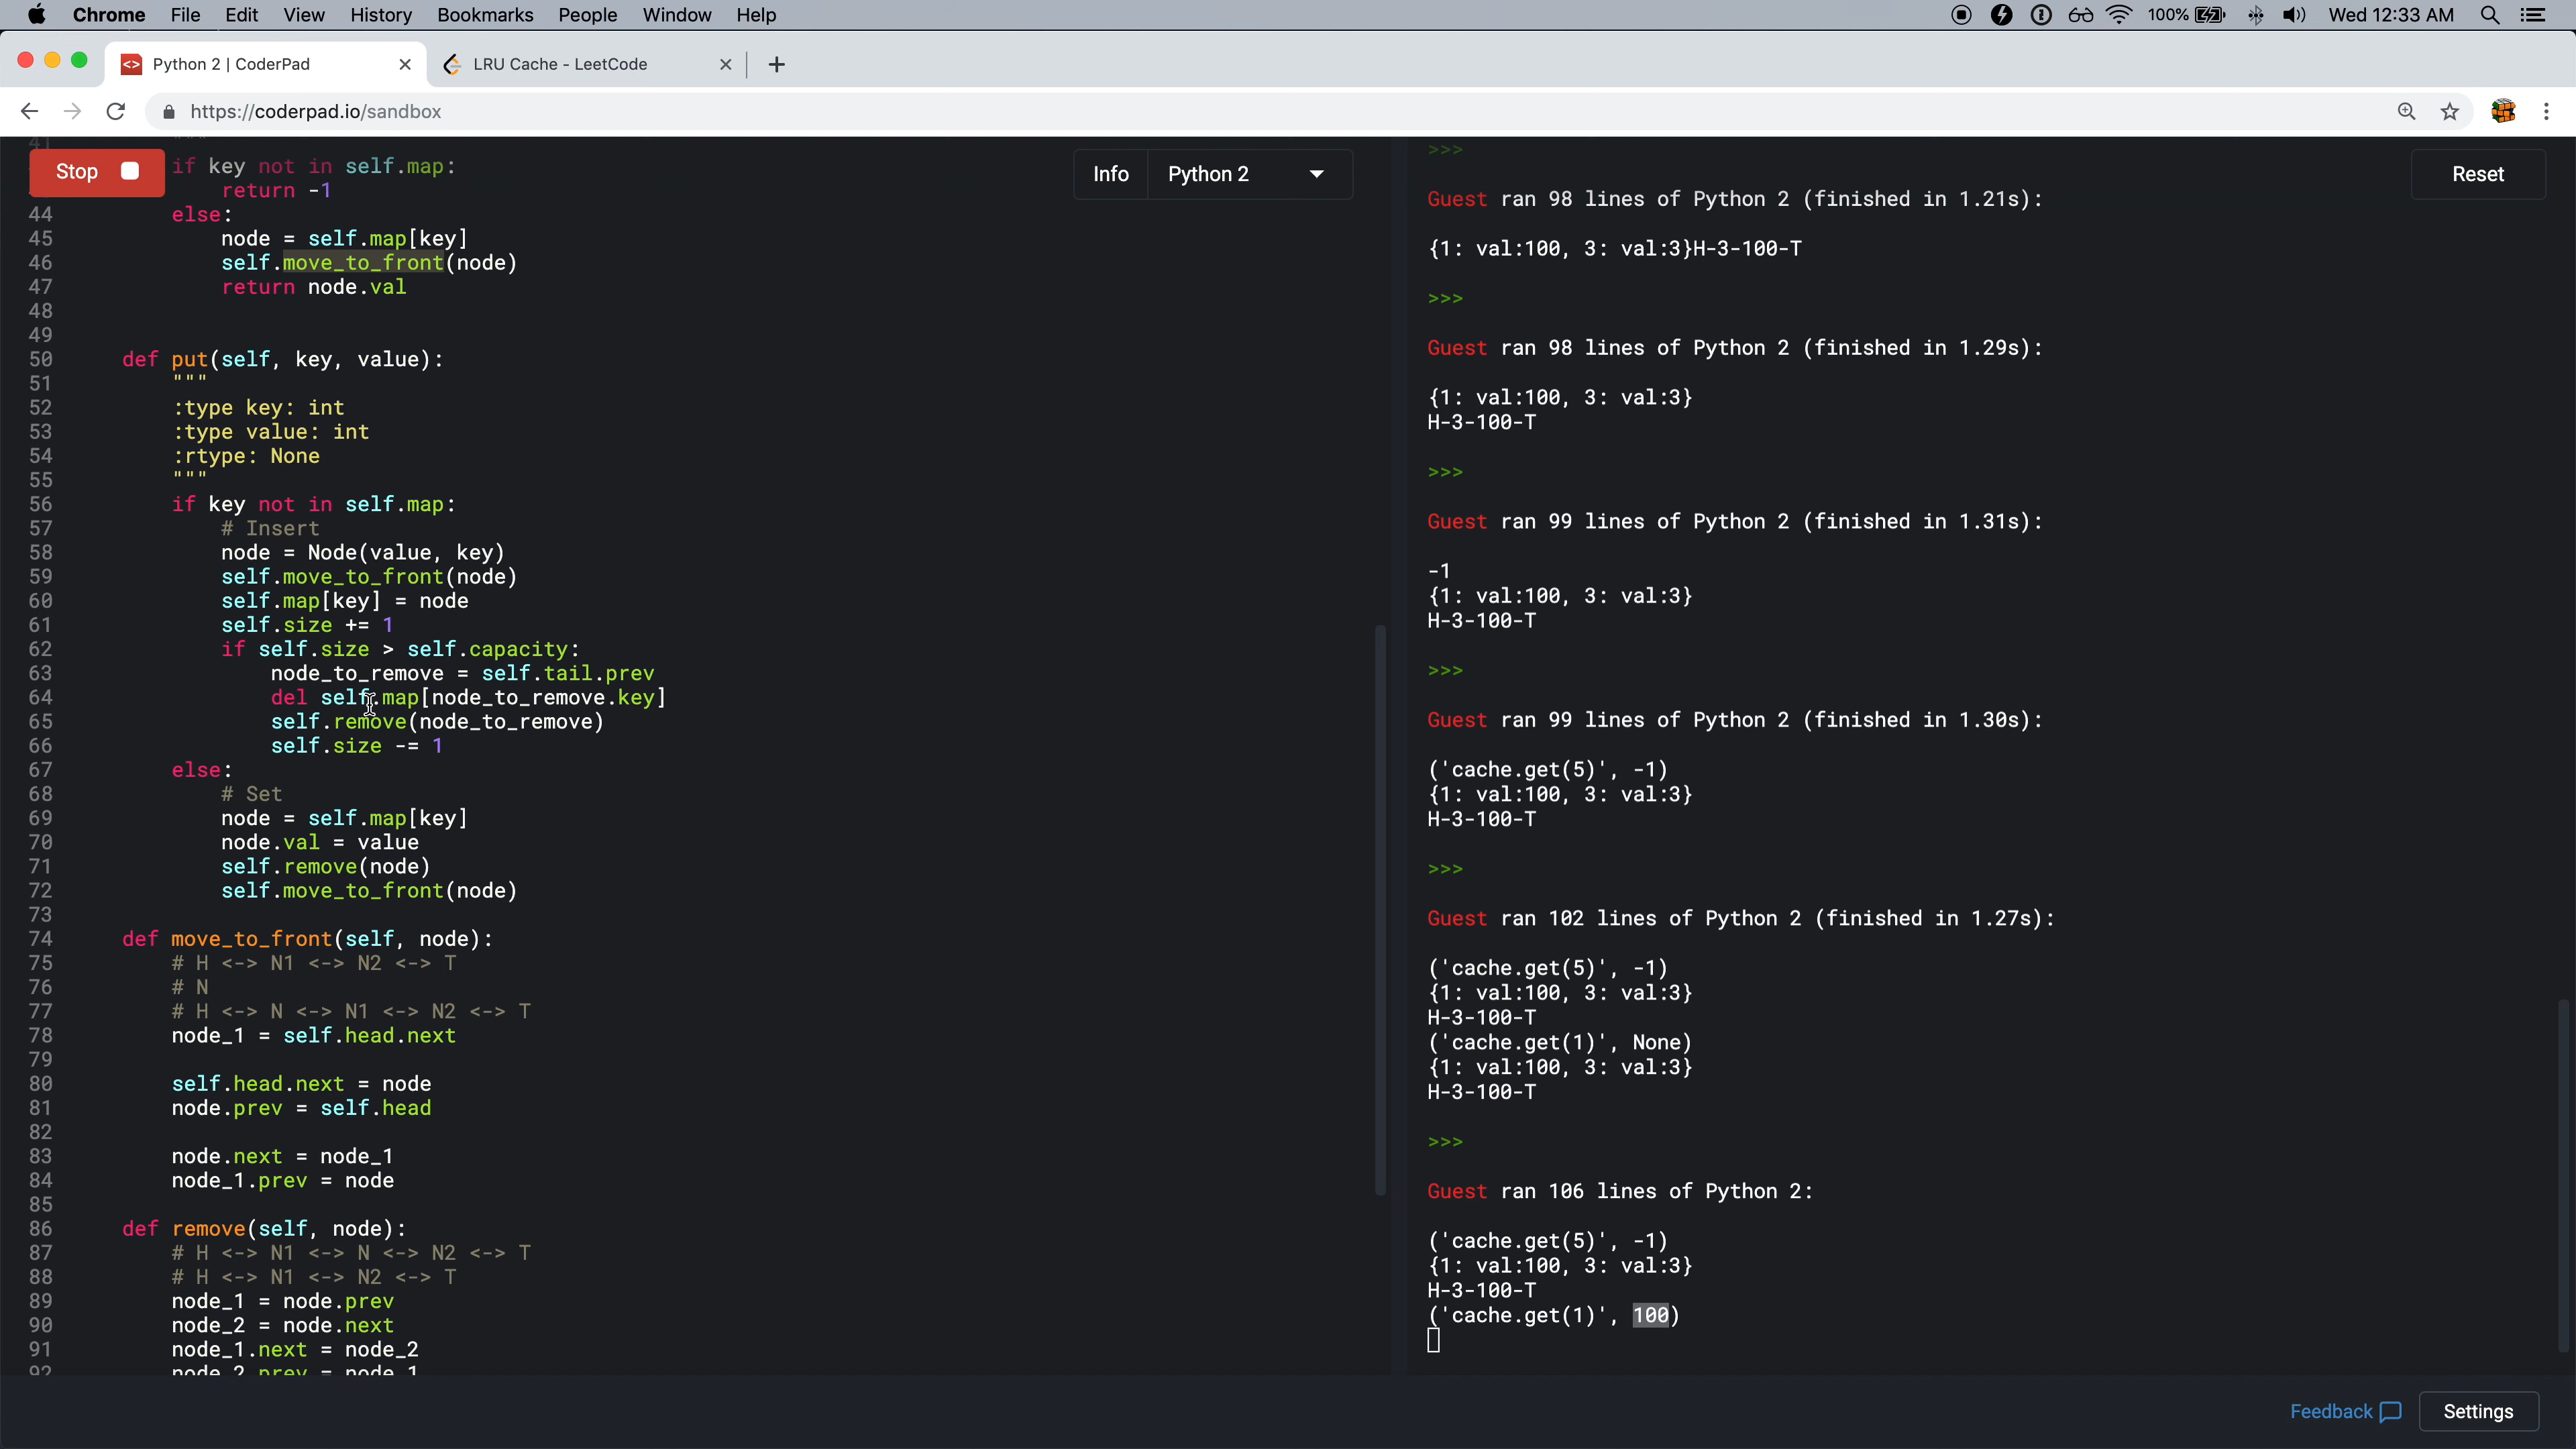 Chrome File Edit View History Bookmarks People Window Help 100% Wed 12:33 AM
Python 2 | CoderPad
LRU Cache - LeetCode
https://coderpad.io/sandbox
Stop
Info
Python 2
Reset
41 """
if key not in self.map:
return -1
44 else:
45 node = self.map[key]
46 self.move_to_front(node)
47 return node.val
48
49
50 def put(self, key, value):
51 """
52 :type key: int
53 :type value: int
54 :rtype: None
55 """
56 if key not in self.map:
57 # Insert
58 node = Node(value, key)
59 self.move_to_front(node)
60 self.map[key] = node
61 self.size += 1
62 if self.size > self.capacity:
63 node_to_remove = self.tail.prev
64 del self.map[node_to_remove.key]
65 self.remove(node_to_remove)
66 self.size -= 1
67 else:
68 # Set
69 node = self.map[key]
70 node.val = value
71 self.remove(node)
72 self.move_to_front(node)
73
74 def move_to_front(self, node):
75 # H <-> N1 <-> N2 <-> T
76 # N
77 # H <-> N <-> N1 <-> N2 <-> T
78 node_1 = self.head.next
79
80 self.head.next = node
81 node.prev = self.head
82
83 node.next = node_1
84 node_1.prev = node
85
86 def remove(self, node):
87 # H <-> N1 <-> N <-> N2 <-> T
88 # H <-> N1 <-> N2 <-> T
89 node_1 = node.prev
90 node_2 = node.next
91 node_1.next = node_2
92 node_2.prev = node_1
>>>
Guest ran 98 lines of Python 2 (finished in 1.21s):
{1: val:100, 3: val:3}H-3-100-T
>>>
Guest ran 98 lines of Python 2 (finished in 1.29s):
{1: val:100, 3: val:3}
H-3-100-T
>>>
Guest ran 99 lines of Python 2 (finished in 1.31s):
-1
{1: val:100, 3: val:3}
H-3-100-T
>>>
Guest ran 99 lines of Python 2 (finished in 1.30s):
('cache.get(5)', -1)
{1: val:100, 3: val:3}
H-3-100-T
>>>
Guest ran 102 lines of Python 2 (finished in 1.27s):
('cache.get(5)', -1)
{1: val:100, 3: val:3}
H-3-100-T
('cache.get(1)', None)
{1: val:100, 3: val:3}
H-3-100-T
>>>
Guest ran 106 lines of Python 2:
('cache.get(5)', -1)
{1: val:100, 3: val:3}
H-3-100-T
('cache.get(1)', 100)
Feedback
Settings